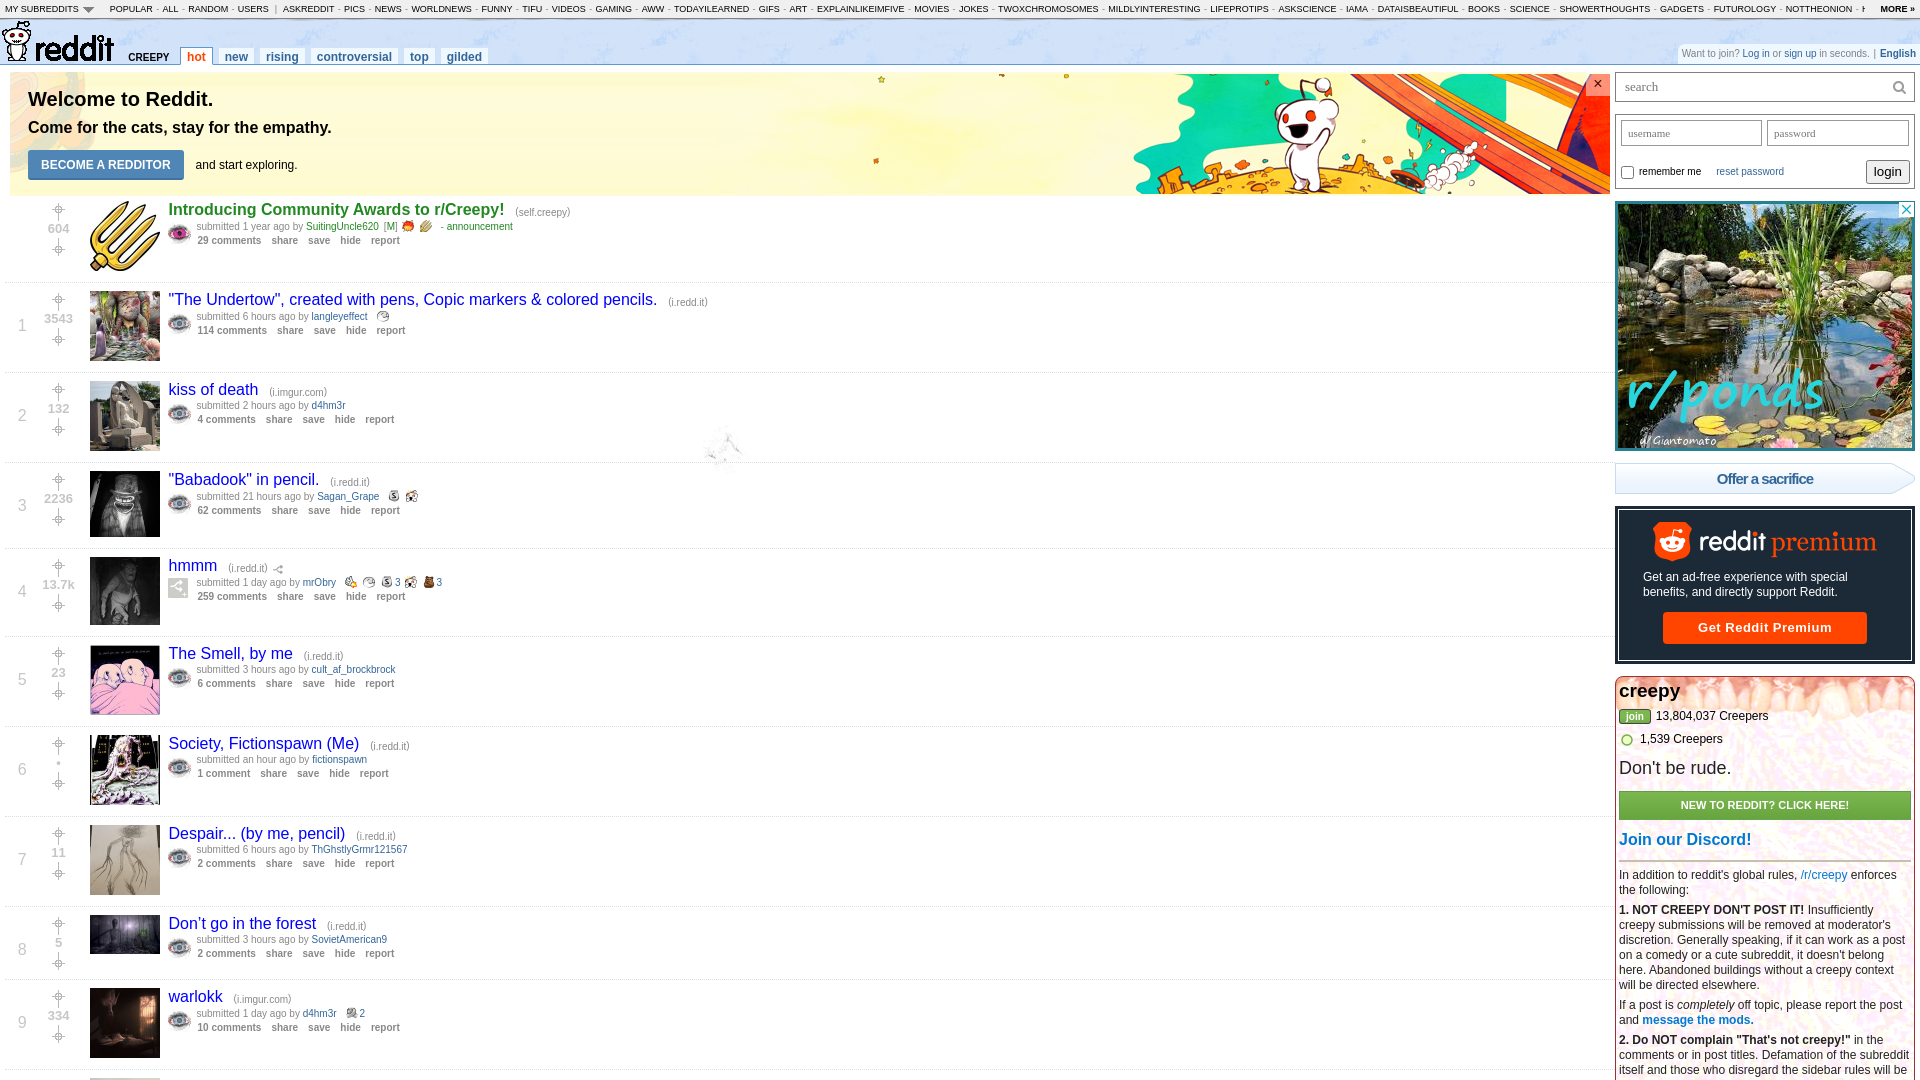 MY SUBREDDITS POPULAR - ALL - RANDOM - USERS | ASKREDDIT - PICS - NEWS - WORLDNEWS - FUNNY - TIFU - VIDEOS - GAMING - AWW - TODAYILEARNED - GIFS - ART - EXPLAINLIKEIMFIVE - MOVIES - JOKES - TWOXCHROMOSOMES - MILDLYINTERESTING - LIFEPROTIPS - ASKSCIENCE - IAMA - DATAISBEAUTIFUL - BOOKS - SCIENCE - SHOWERTHOUGHTS - GADGETS - FUTUROLOGY - NOTTHEONION - MORE »
reddit CREEPY hot new rising controversial top gilded
Want to join? Log in or sign up in seconds. | English
Welcome to Reddit.
Come for the cats, stay for the empathy.
BECOME A REDDITOR and start exploring.
×
604
Introducing Community Awards to r/Creepy! (self.creepy)
submitted 1 year ago by SuitingUncle620 [M] - announcement
29 comments share save hide report
1
3543
"The Undertow", created with pens, Copic markers & colored pencils. (i.redd.it)
submitted 6 hours ago by langleyeffect
114 comments share save hide report
2
132
kiss of death (i.imgur.com)
submitted 2 hours ago by d4hm3r
4 comments share save hide report
3
2236
"Babadook" in pencil. (i.redd.it)
submitted 21 hours ago by Sagan_Grape
62 comments share save hide report
4
13.7k
hmmm (i.redd.it)
submitted 1 day ago by mrObry 3 3
259 comments share save hide report
5
23
The Smell, by me (i.redd.it)
submitted 3 hours ago by cult_af_brockbrock
6 comments share save hide report
6
•
Society, Fictionspawn (Me) (i.redd.it)
submitted an hour ago by fictionspawn
1 comment share save hide report
7
11
Despair... (by me, pencil) (i.redd.it)
submitted 6 hours ago by ThGhstlyGrmr121567
2 comments share save hide report
8
5
Don’t go in the forest (i.redd.it)
submitted 3 hours ago by SovietAmerican9
2 comments share save hide report
9
334
warlokk (i.imgur.com)
submitted 1 day ago by d4hm3r 2
10 comments share save hide report
search
username password
remember me reset password login
r/ponds
u/Giantomato
Offer a sacrifice
reddit premium
Get an ad-free experience with special
benefits, and directly support Reddit.
Get Reddit Premium
creepy
join 13,804,037 Creepers
1,539 Creepers
Don't be rude.
NEW TO REDDIT? CLICK HERE!
Join our Discord!
In addition to reddit's global rules, /r/creepy enforces
the following:
1. NOT CREEPY DON'T POST IT! Insufficiently
creepy submissions will be removed at moderator's
discretion. Generally speaking, if it can work as a post
on a comedy or a cute subreddit, it doesn't belong
here. Abandoned buildings without a creepy context
will be directed elsewhere.
If a post is completely off topic, please report the post
and message the mods.
2. Do NOT complain "That's not creepy!" in the
comments or in post titles. Defamation of the subreddit
itself and those who disregard the sidebar rules will be